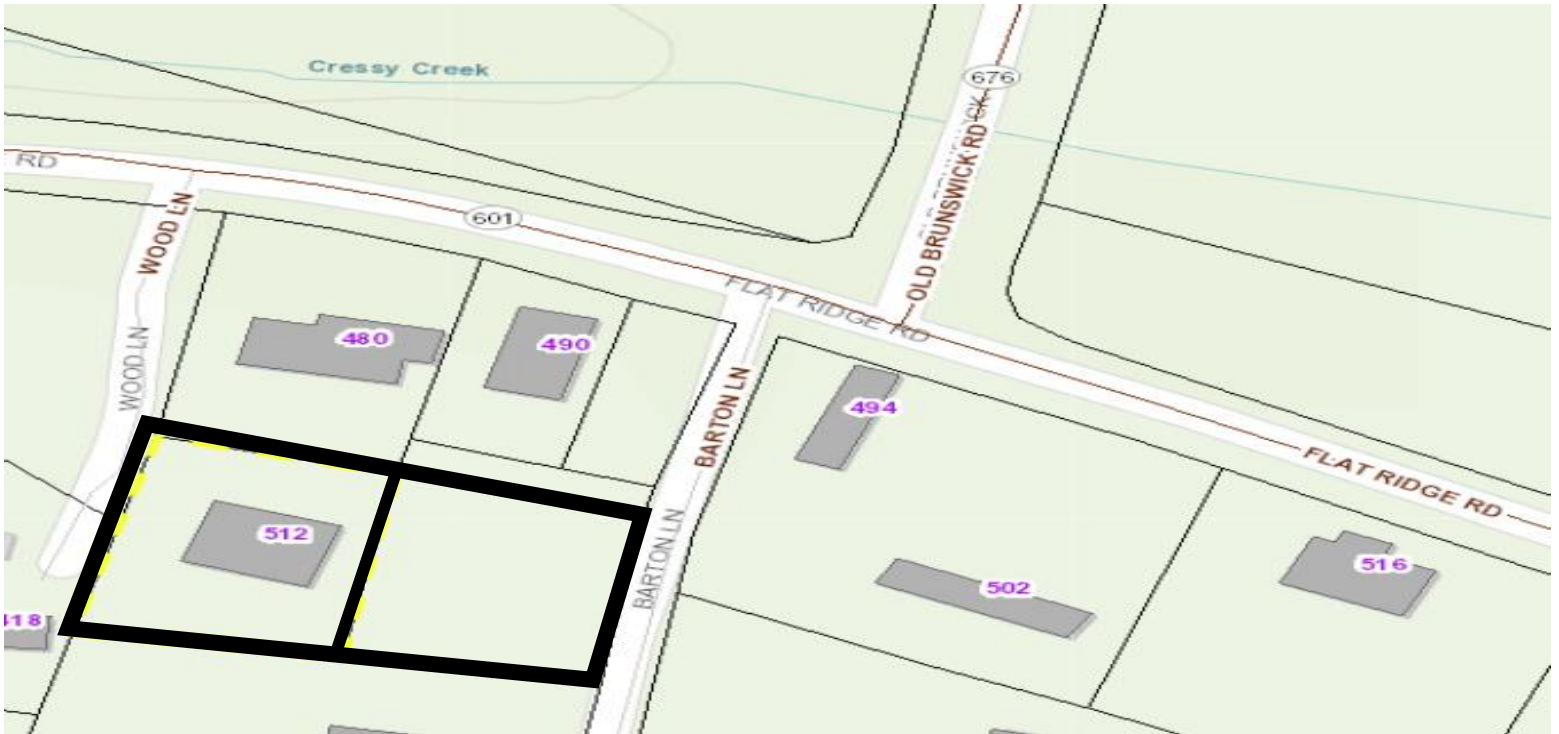 Cressy Creek
676
OLD BRUNSWICK RD
RD
WOOD LN
601
FLAT RIDGE RD
480
490
WOOD LN
BARTON LN
494
FLAT RIDGE RD
512
BARTON LN
502
516
418